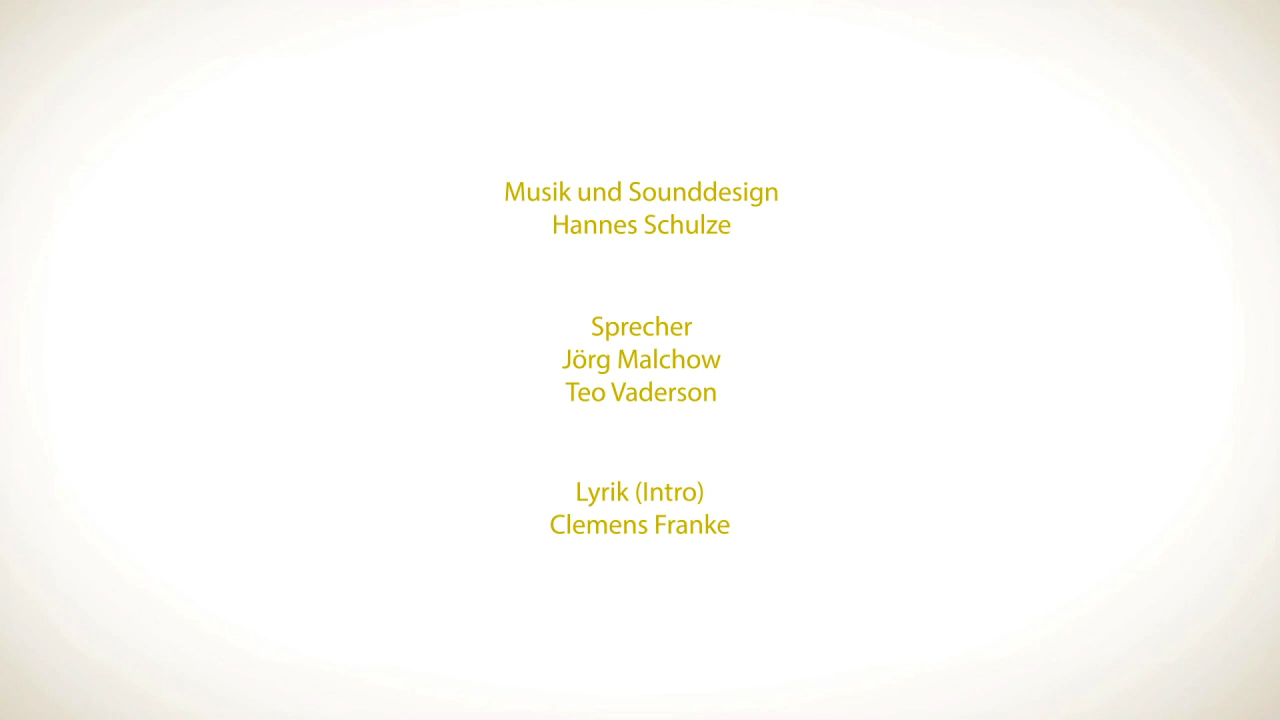 Musik und Sounddesign
Hannes Schulze
Sprecher
Jörg Malchow
Teo Vaderson
Lyrik (Intro)
Clemens Franke